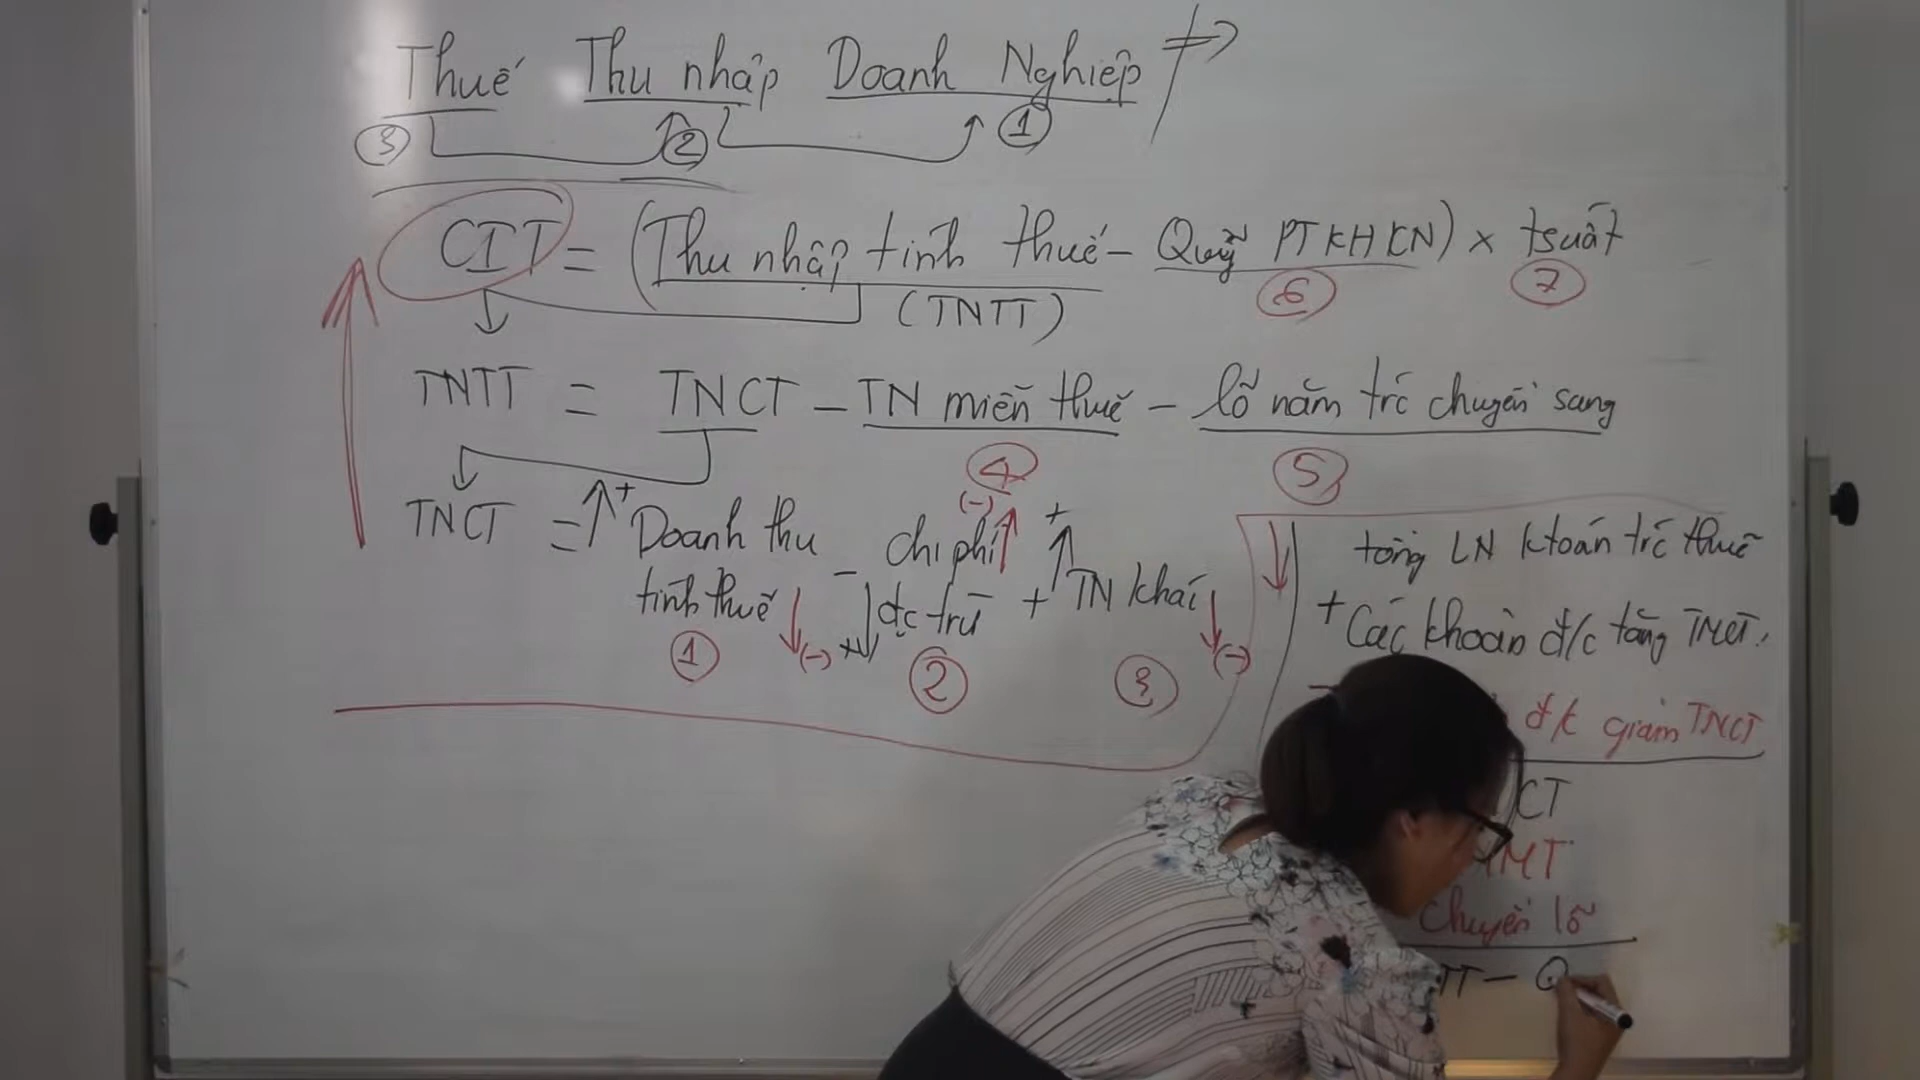 Thuế Thu nhập Doanh Nghiệp =>
③ ② ①
CIT = (Thu nhập tính thuế - Quỹ PTKHCN) x tsuất
(TNTT) ⑥ ⑦
TNTT = TNCT - TN miễn thuế - lỗ năm trc chuyển sang
④ ⑤
TNCT = ↑+ Doanh thu tính thuế ↓(-) - chi phí đc trừ (-)↑ +↓ + TN khác +↑ ↓(-)
① ② ③
tổng LN ktoán trc thuế
+ Các khoản đ/c tăng TNCT
đ/c giảm TNCT
CT
MT
chuyển lỗ
TT - Q